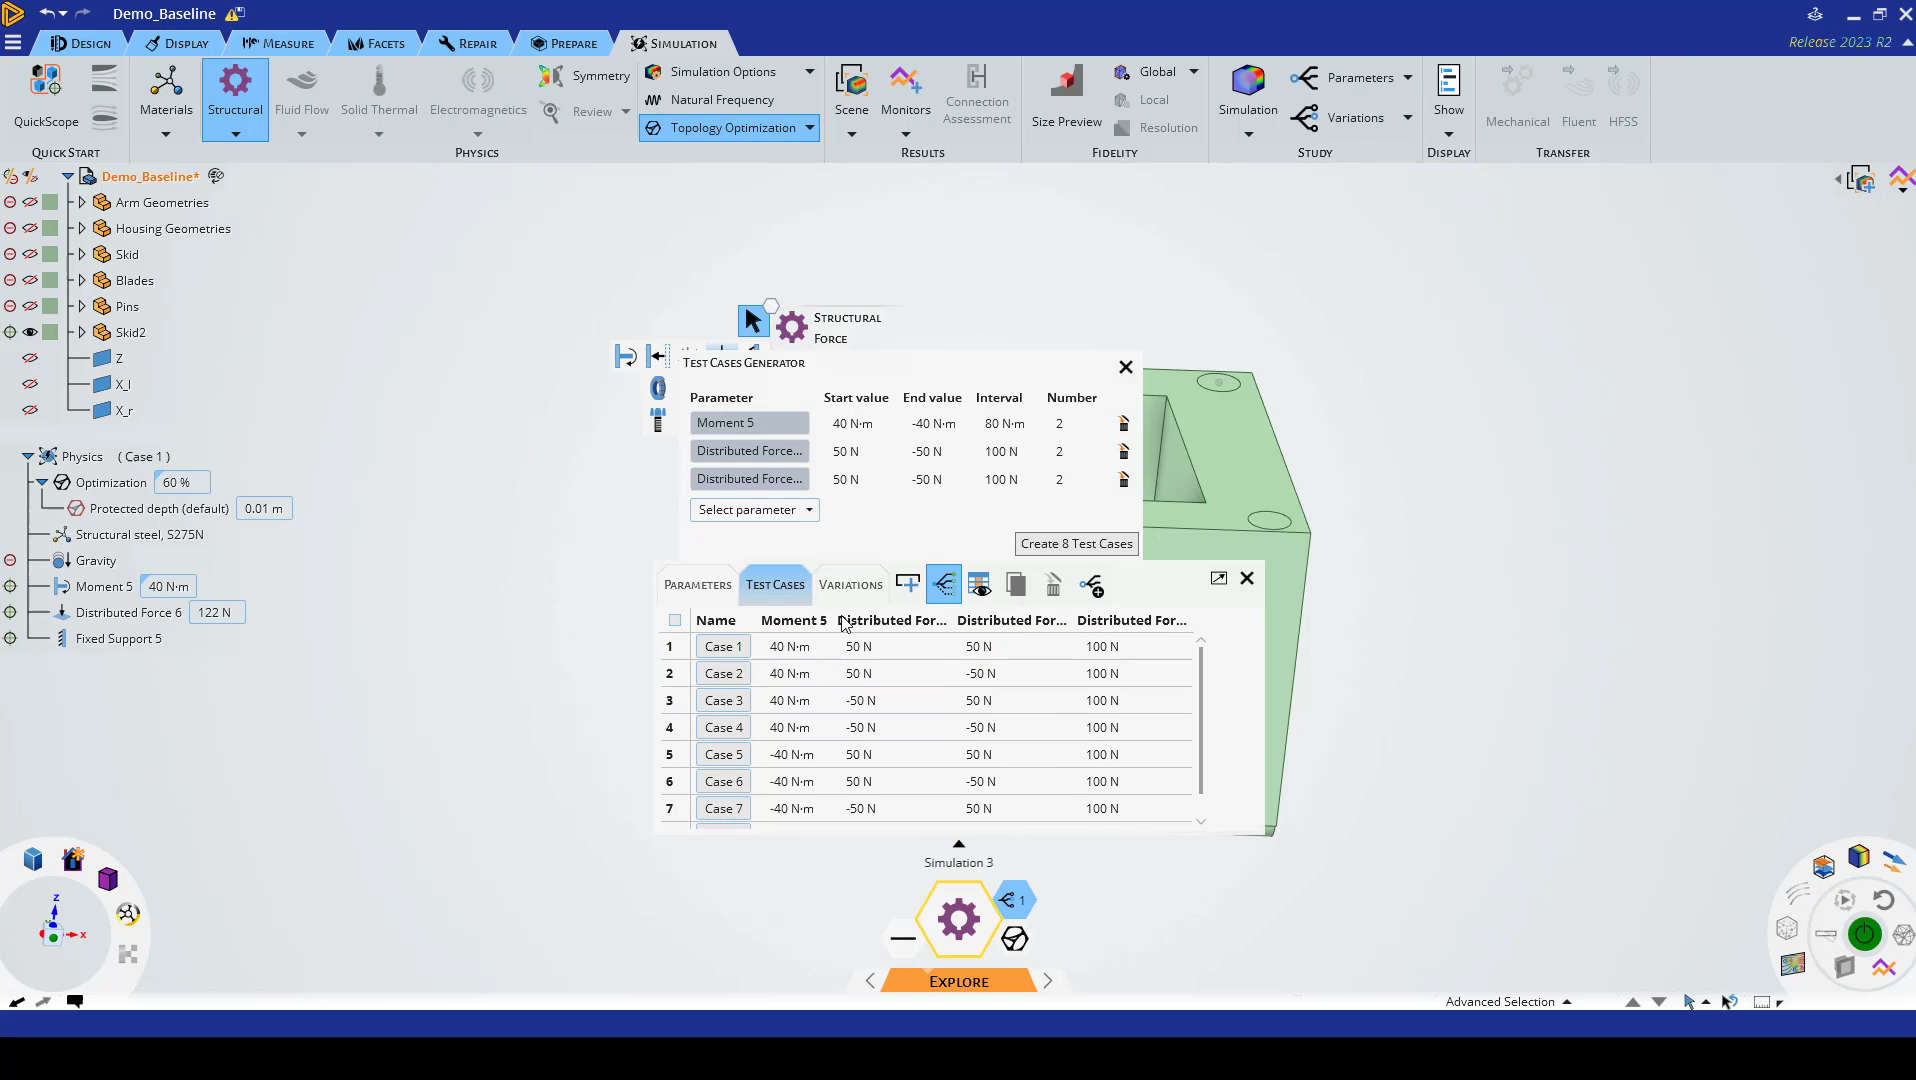 Demo_Baseline
Design Display Measure Facets Repair Prepare Simulation
Release 2023 R2
QuickScope
Quick Start
Materials
Structural
Fluid Flow
Solid Thermal
Electromagnetics
Symmetry
Review
Physics
Simulation Options
Natural Frequency
Topology Optimization
Scene
Monitors
Connection
Assessment
Results
Size Preview
Global
Local
Resolution
Fidelity
Simulation
Parameters
Variations
Study
Show
Display
Mechanical
Fluent
HFSS
Transfer
Demo_Baseline*
Arm Geometries
Housing Geometries
Skid
Blades
Pins
Skid2
Z
X_l
X_r
Physics ( Case 1 )
Optimization 60 %
Protected depth (default) 0.01 m
Structural steel, S275N
Gravity
Moment 5 40 N·m
Distributed Force 6 122 N
Fixed Support 5
Structural
Force
Test Cases Generator
Parameter Start value End value Interval Number
Moment 5 40 N·m -40 N·m 80 N·m 2
Distributed Force... 50 N -50 N 100 N 2
Distributed Force... 50 N -50 N 100 N 2
Select parameter
Create 8 Test Cases
Parameters Test Cases Variations
Name Moment 5 Distributed For... Distributed For... Distributed For...
1 Case 1 40 N·m 50 N 50 N 100 N
2 Case 2 40 N·m 50 N -50 N 100 N
3 Case 3 40 N·m -50 N 50 N 100 N
4 Case 4 40 N·m -50 N -50 N 100 N
5 Case 5 -40 N·m 50 N 50 N 100 N
6 Case 6 -40 N·m 50 N -50 N 100 N
7 Case 7 -40 N·m -50 N 50 N 100 N
Simulation 3
1
Explore
z
x
Advanced Selection